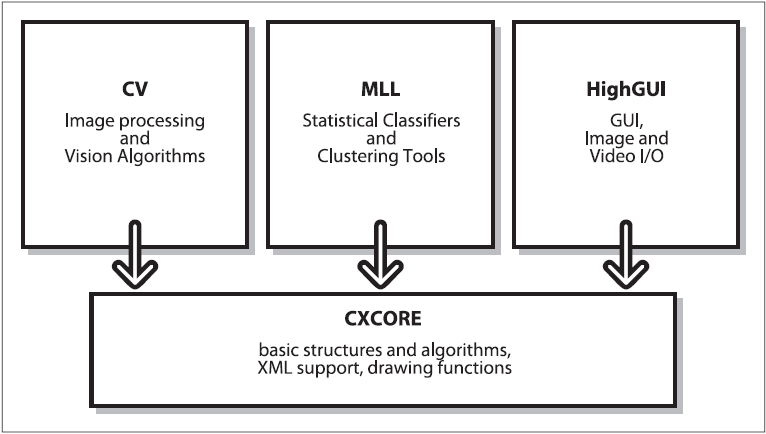 CV
Image processing
and
Vision Algorithms
MLL
Statistical Classifiers
and
Clustering Tools
HighGUI
GUI,
Image and
Video I/O
CXCORE
basic structures and algorithms,
XML support, drawing functions